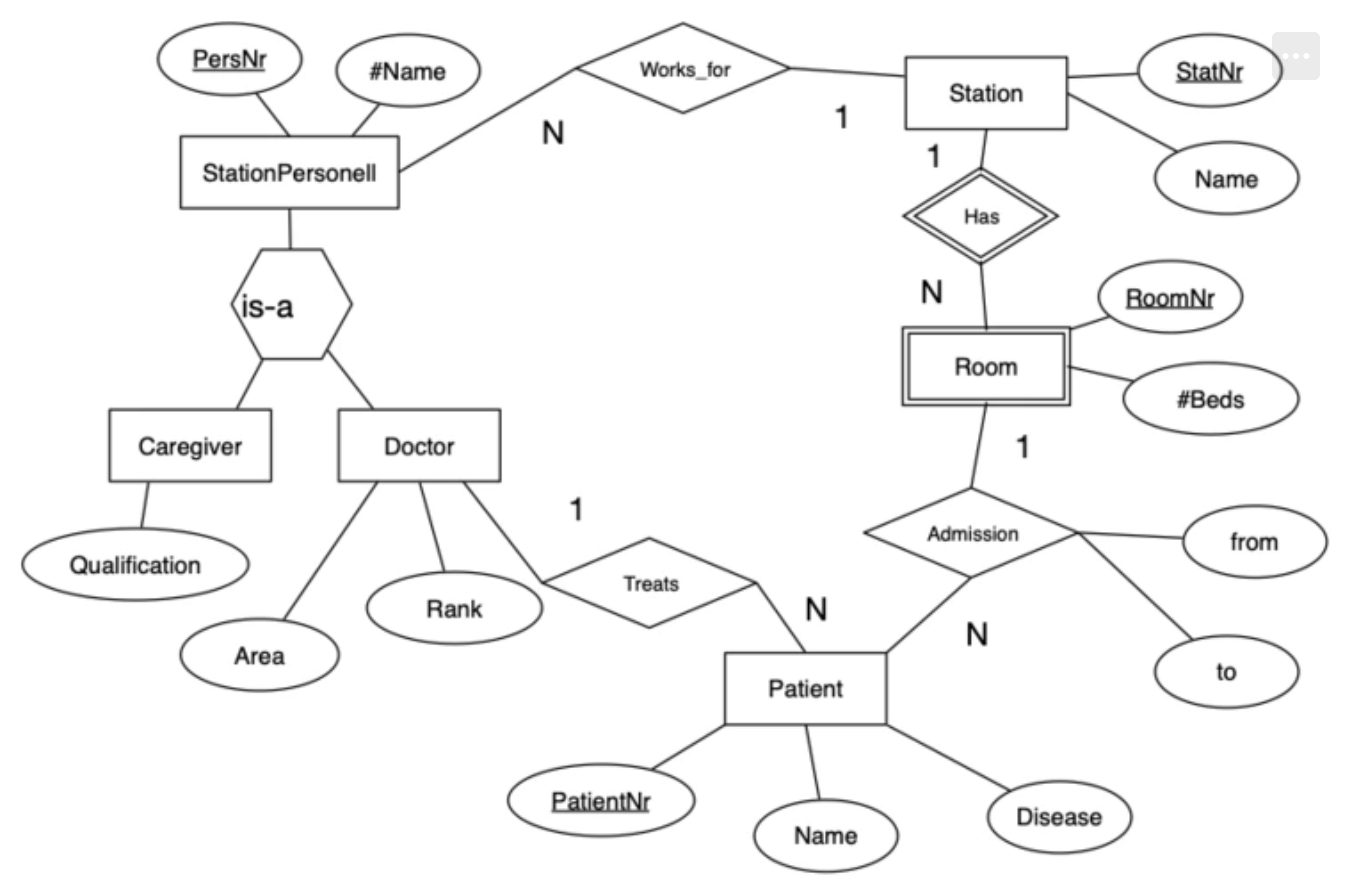 PersNr
#Name
Works_for
Station
StatNr
N
1
1
StationPersonell
Name
Has
is-a
N
RoomNr
Room
#Beds
Caregiver
Doctor
1
1
Admission
from
Qualification
Treats
Rank
N
N
Area
to
Patient
PatientNr
Name
Disease